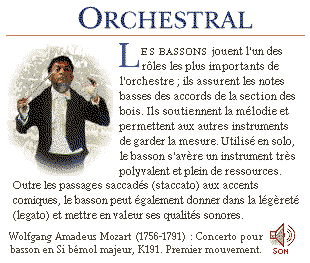 ORCHESTRAL
LES BASSONS jouent l'un des
rôles les plus importants de
l'orchestre ; ils assurent les notes
basses des accords de la section des
bois. Ils soutiennent la mélodie et
permettent aux autres instruments
de garder la mesure. Utilisé en solo,
le basson s'avère un instrument très
polyvalent et plein de ressources.
Outre les passages saccadés (staccato) aux accents
comiques, le basson peut également donner dans la légèreté
(legato) et mettre en valeur ses qualités sonores.
Wolfgang Amadeus Mozart (1756-1791) : Concerto pour
basson en Si bémol majeur, K191. Premier mouvement.
SON